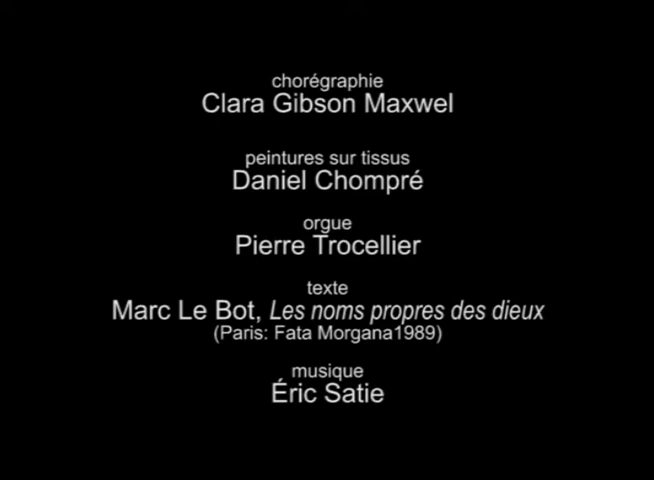 chorégraphie
Clara Gibson Maxwel
peintures sur tissus
Daniel Chompré
orgue
Pierre Trocellier
texte
Marc Le Bot, Les noms propres des dieux
(Paris: Fata Morgana1989)
musique
Éric Satie